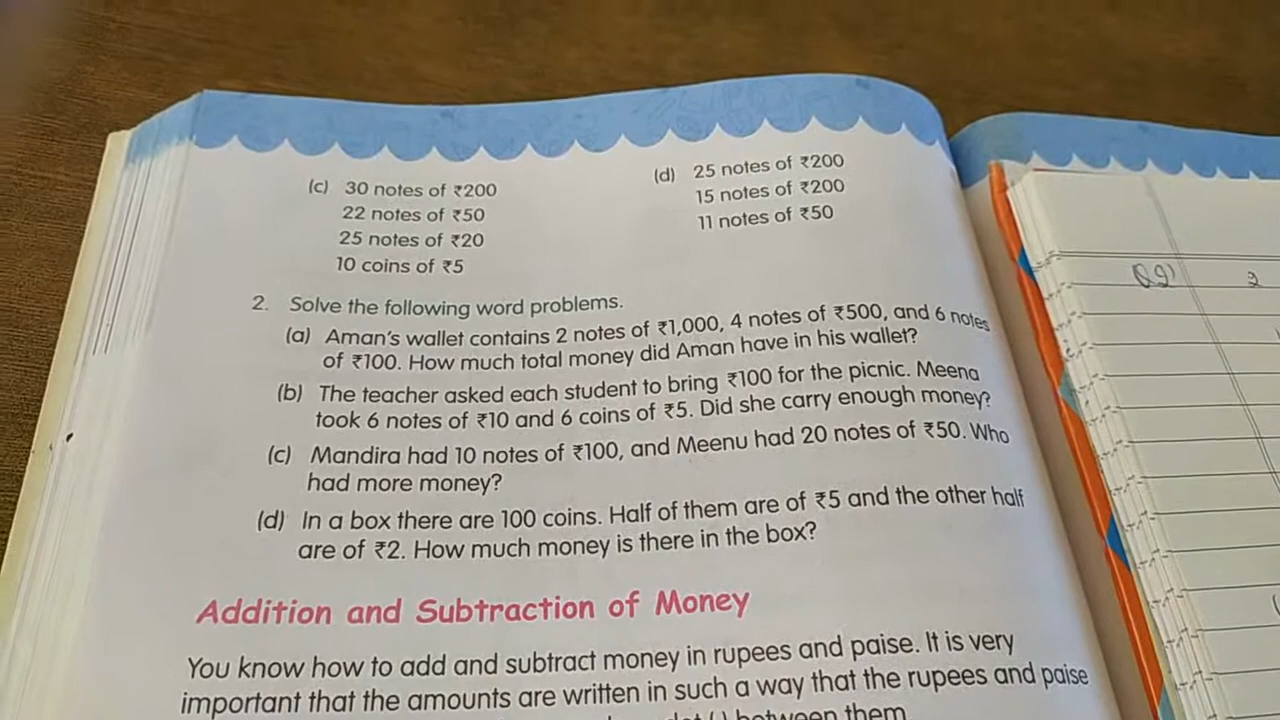 (c) 30 notes of ₹200
22 notes of ₹50
25 notes of ₹20
10 coins of ₹5
(d) 25 notes of ₹200
15 notes of ₹200
11 notes of ₹50
2. Solve the following word problems.
(a) Aman's wallet contains 2 notes of ₹1,000, 4 notes of ₹500, and 6 notes
of ₹100. How much total money did Aman have in his wallet?
(b) The teacher asked each student to bring ₹100 for the picnic. Meena
took 6 notes of ₹10 and 6 coins of ₹5. Did she carry enough money?
(c) Mandira had 10 notes of ₹100, and Meenu had 20 notes of ₹50. Who
had more money?
(d) In a box there are 100 coins. Half of them are of ₹5 and the other half
are of ₹2. How much money is there in the box?
Addition and Subtraction of Money
You know how to add and subtract money in rupees and paise. It is very
important that the amounts are written in such a way that the rupees and paise
between them